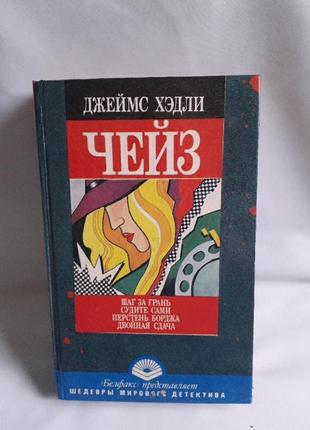 ДЖЕЙМС ХЭДЛИ
ЧЕЙЗ
ШАГ ЗА ГРАНЬ
СУДИТЕ САМИ
ПЕРСТЕНЬ БОРДЖА
ДВОЙНАЯ СДАЧА
«Белфакс» представляет
ШЕДЕВРЫ МИРОВОГО ДЕТЕКТИВА